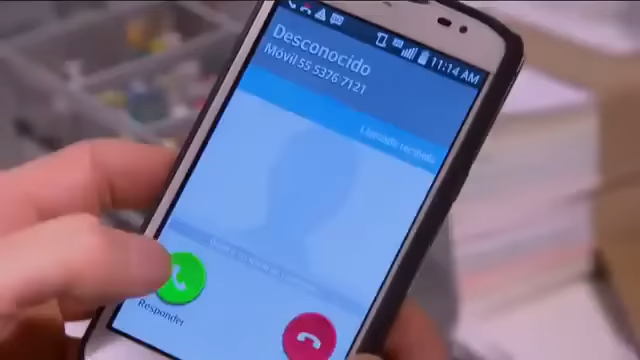 11:14 AM
Desconocido
Móvil 55 5376 7121
Llamada recibida
Responder